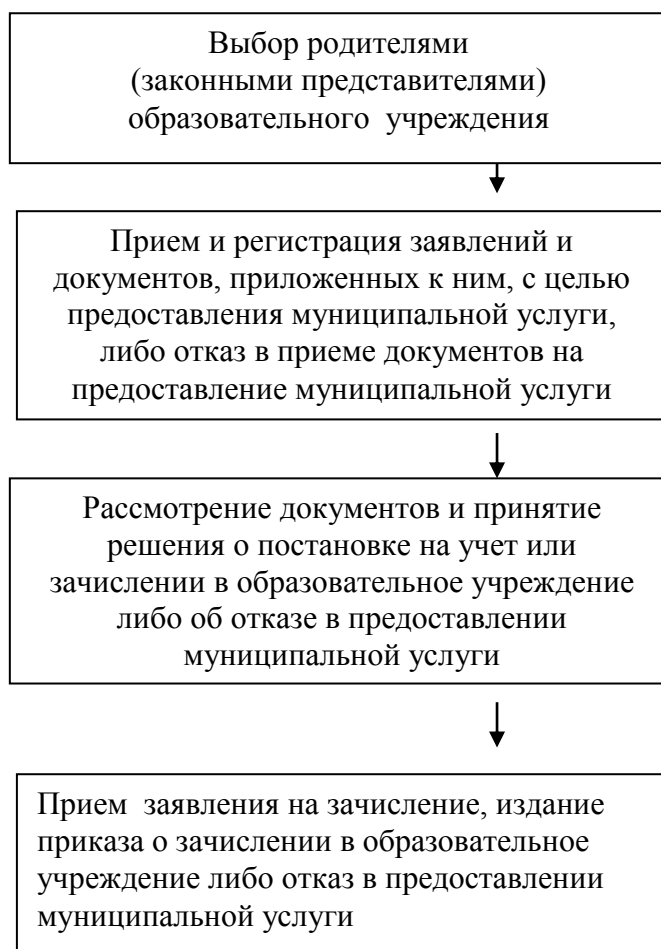 Выбор родителями
(законными представителями)
образовательного  учреждения
Прием и регистрация заявлений и
документов, приложенных к ним, с целью
предоставления муниципальной услуги,
либо отказ в приеме документов на
предоставление муниципальной услуги
Рассмотрение документов и принятие
решения о постановке на учет или
зачислении в образовательное учреждение
либо об отказе в предоставлении
муниципальной услуги
Прием  заявления на зачисление, издание
приказа о зачислении в образовательное
учреждение либо отказ в предоставлении
муниципальной услуги